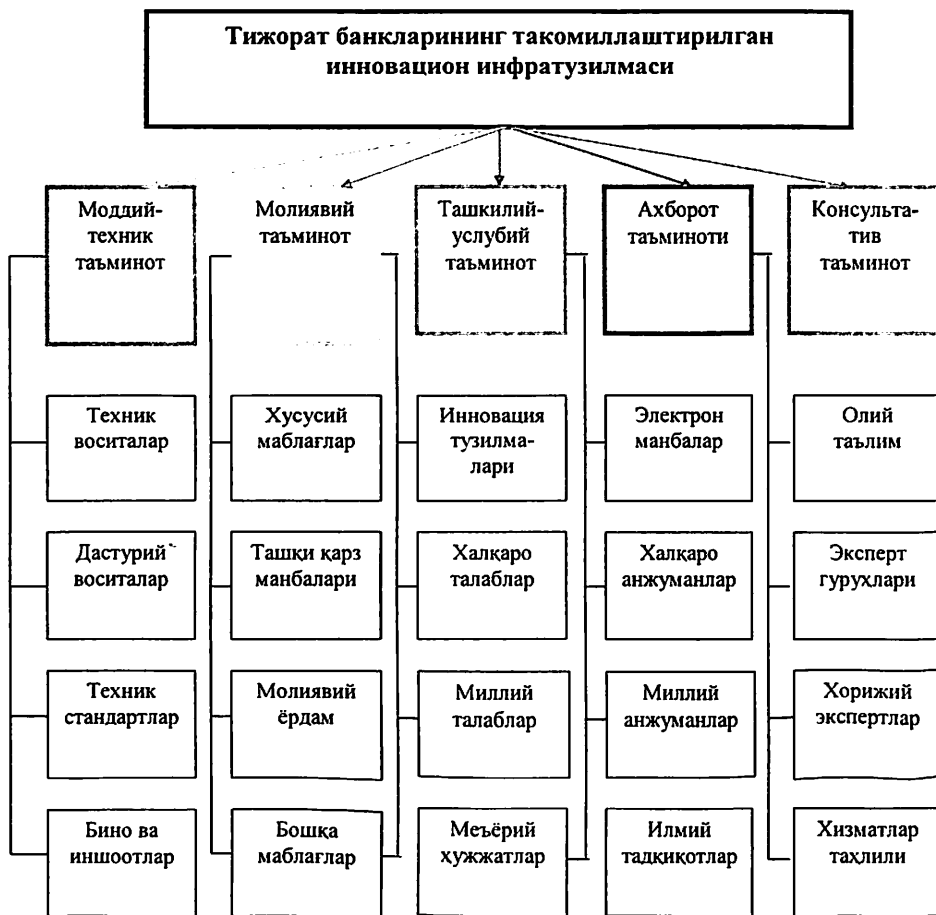 Тижорат банкларининг такомиллаштирилган
инновацион инфратузилмаси
Моддий-
техник
таъминот
Молиявий
таъминот
Ташкилий-
услубий
таъминот
Ахборот
таъминоти
Консульта-
тив
таъминот
Техник
воситалар
Хусусий
маблағлар
Инновация
тузилма-
лари
Электрон
манбалар
Олий
таълим
Дастурий
воситалар
Ташқи қарз
манбалари
Халқаро
талаблар
Халқаро
анжуманлар
Эксперт
гуруҳлари
Техник
стандартлар
Молиявий
ёрдам
Миллий
талаблар
Миллий
анжуманлар
Хорижий
экспертлар
Бино ва
иншоотлар
Бошқа
маблағлар
Меъёрий
ҳужжатлар
Илмий
тадқиқотлар
Хизматлар
таҳлили